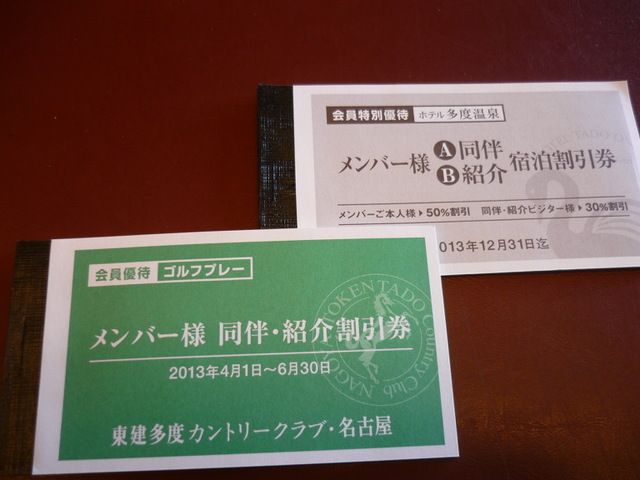 会員特別優待 ホテル 多度温泉
メンバー様 A同伴 B紹介 宿泊割引券
メンバーご本人様▶50%割引 同伴・紹介ビジター様▶30%割引
013年12月31日迄
会員優待 ゴルフプレー
メンバー様 同伴・紹介割引券
2013年4月1日〜6月30日
東建多度カントリークラブ・名古屋
TOKEN TADO Country Club NAGOYA